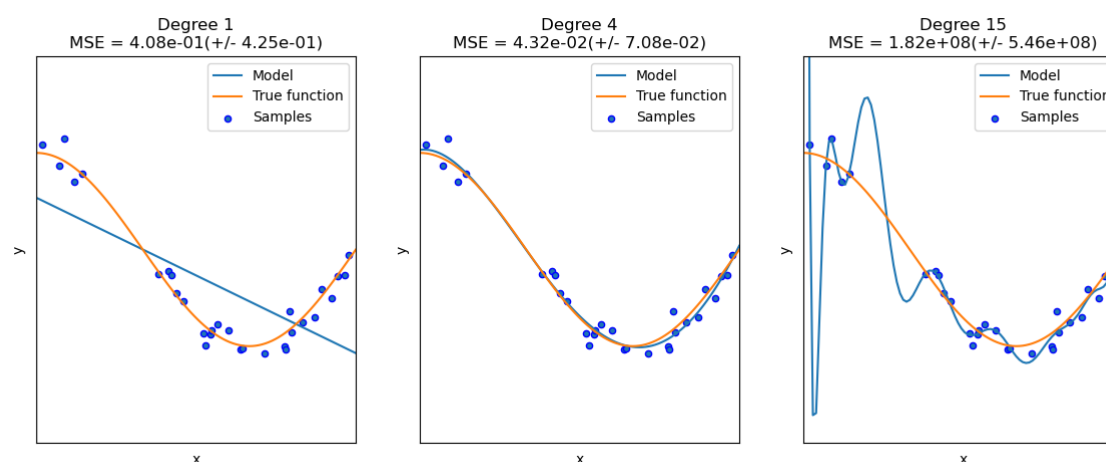 Degree 1
MSE = 4.08e-01(+/- 4.25e-01)
Model
True function
Samples
y
x
Degree 4
MSE = 4.32e-02(+/- 7.08e-02)
Model
True function
Samples
y
x
Degree 15
MSE = 1.82e+08(+/- 5.46e+08)
Model
True function
Samples
y
x